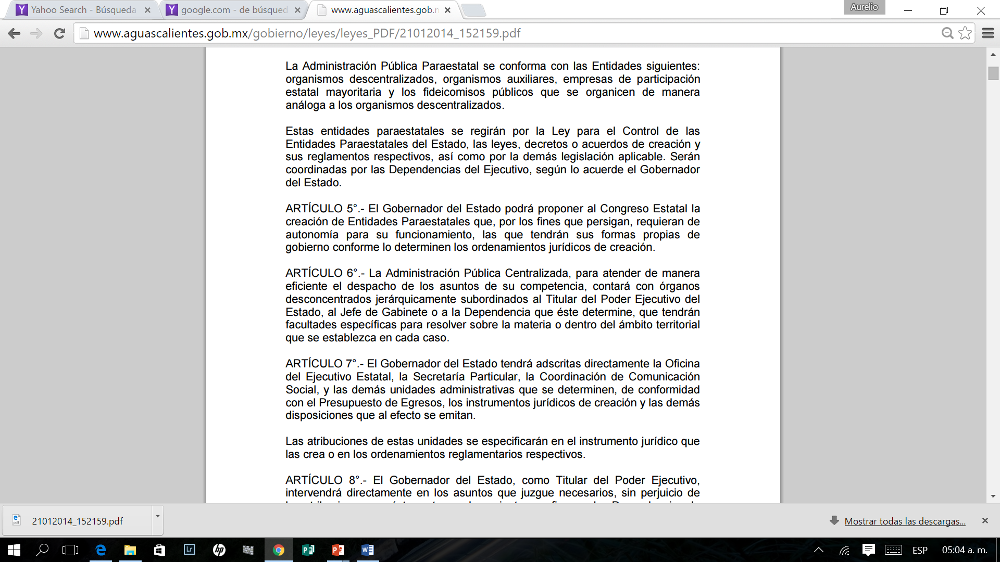 Yahoo Search - Búsqueda
google.com - de búsqued
www.aguascalientes.gob.m
Aurelio
www.aguascalientes.gob.mx/gobierno/leyes/leyes_PDF/21012014_152159.pdf
La Administración Pública Paraestatal se conforma con las Entidades siguientes:
organismos descentralizados, organismos auxiliares, empresas de participación
estatal mayoritaria y los fideicomisos públicos que se organicen de manera
análoga a los organismos descentralizados.
Estas entidades paraestatales se regirán por la Ley para el Control de las
Entidades Paraestatales del Estado, las leyes, decretos o acuerdos de creación y
sus reglamentos respectivos, así como por la demás legislación aplicable. Serán
coordinadas por las Dependencias del Ejecutivo, según lo acuerde el Gobernador
del Estado.
ARTÍCULO 5°.- El Gobernador del Estado podrá proponer al Congreso Estatal la
creación de Entidades Paraestatales que, por los fines que persigan, requieran de
autonomía para su funcionamiento, las que tendrán sus formas propias de
gobierno conforme lo determinen los ordenamientos jurídicos de creación.
ARTÍCULO 6°.- La Administración Pública Centralizada, para atender de manera
eficiente el despacho de los asuntos de su competencia, contará con órganos
desconcentrados jerárquicamente subordinados al Titular del Poder Ejecutivo del
Estado, al Jefe de Gabinete o a la Dependencia que éste determine, que tendrán
facultades específicas para resolver sobre la materia o dentro del ámbito territorial
que se establezca en cada caso.
ARTÍCULO 7°.- El Gobernador del Estado tendrá adscritas directamente la Oficina
del Ejecutivo Estatal, la Secretaría Particular, la Coordinación de Comunicación
Social, y las demás unidades administrativas que se determinen, de conformidad
con el Presupuesto de Egresos, los instrumentos jurídicos de creación y las demás
disposiciones que al efecto se emitan.
Las atribuciones de estas unidades se especificarán en el instrumento jurídico que
las crea o en los ordenamientos reglamentarios respectivos.
ARTÍCULO 8°.- El Gobernador del Estado, como Titular del Poder Ejecutivo,
intervendrá directamente en los asuntos que juzgue necesarios, sin perjuicio de
21012014_152159.pdf
Mostrar todas las descargas...
ESP
05:04 a. m.